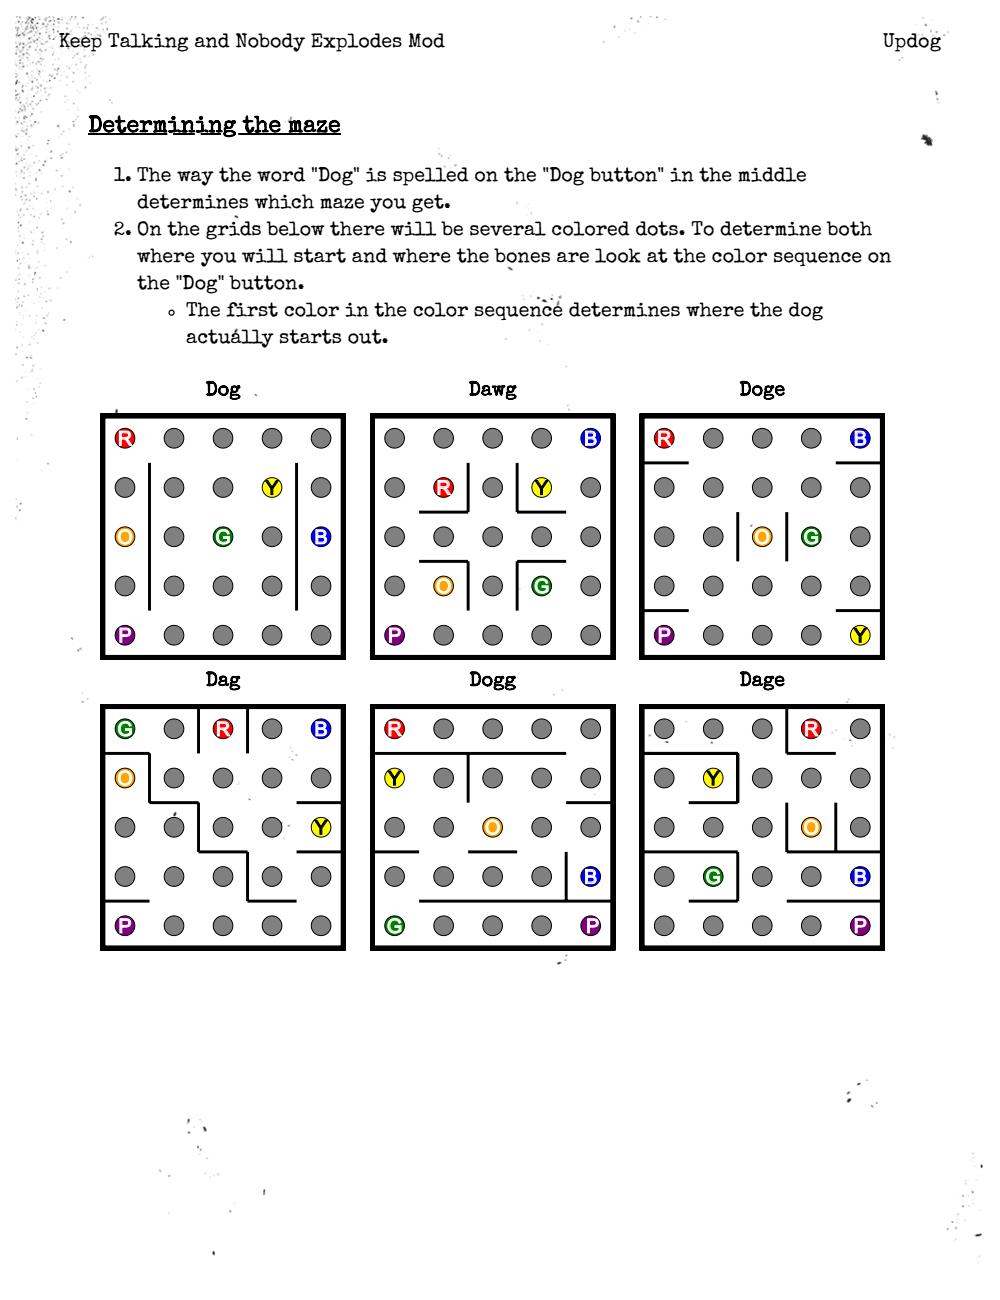 Keep Talking and Nobody Explodes Mod Updog
Determining the maze
1. The way the word "Dog" is spelled on the "Dog button" in the middle
determines which maze you get.
2. On the grids below there will be several colored dots. To determine both
where you will start and where the bones are look at the color sequence on
the "Dog" button.
The first color in the color sequence determines where the dog
actually starts out.
Dog Dawg Doge
R B R B
Y R Y
O G B O G
O G
P P P Y
Dag Dogg Dage
G R B R R
O Y Y
Y O O
B G B
P G P P